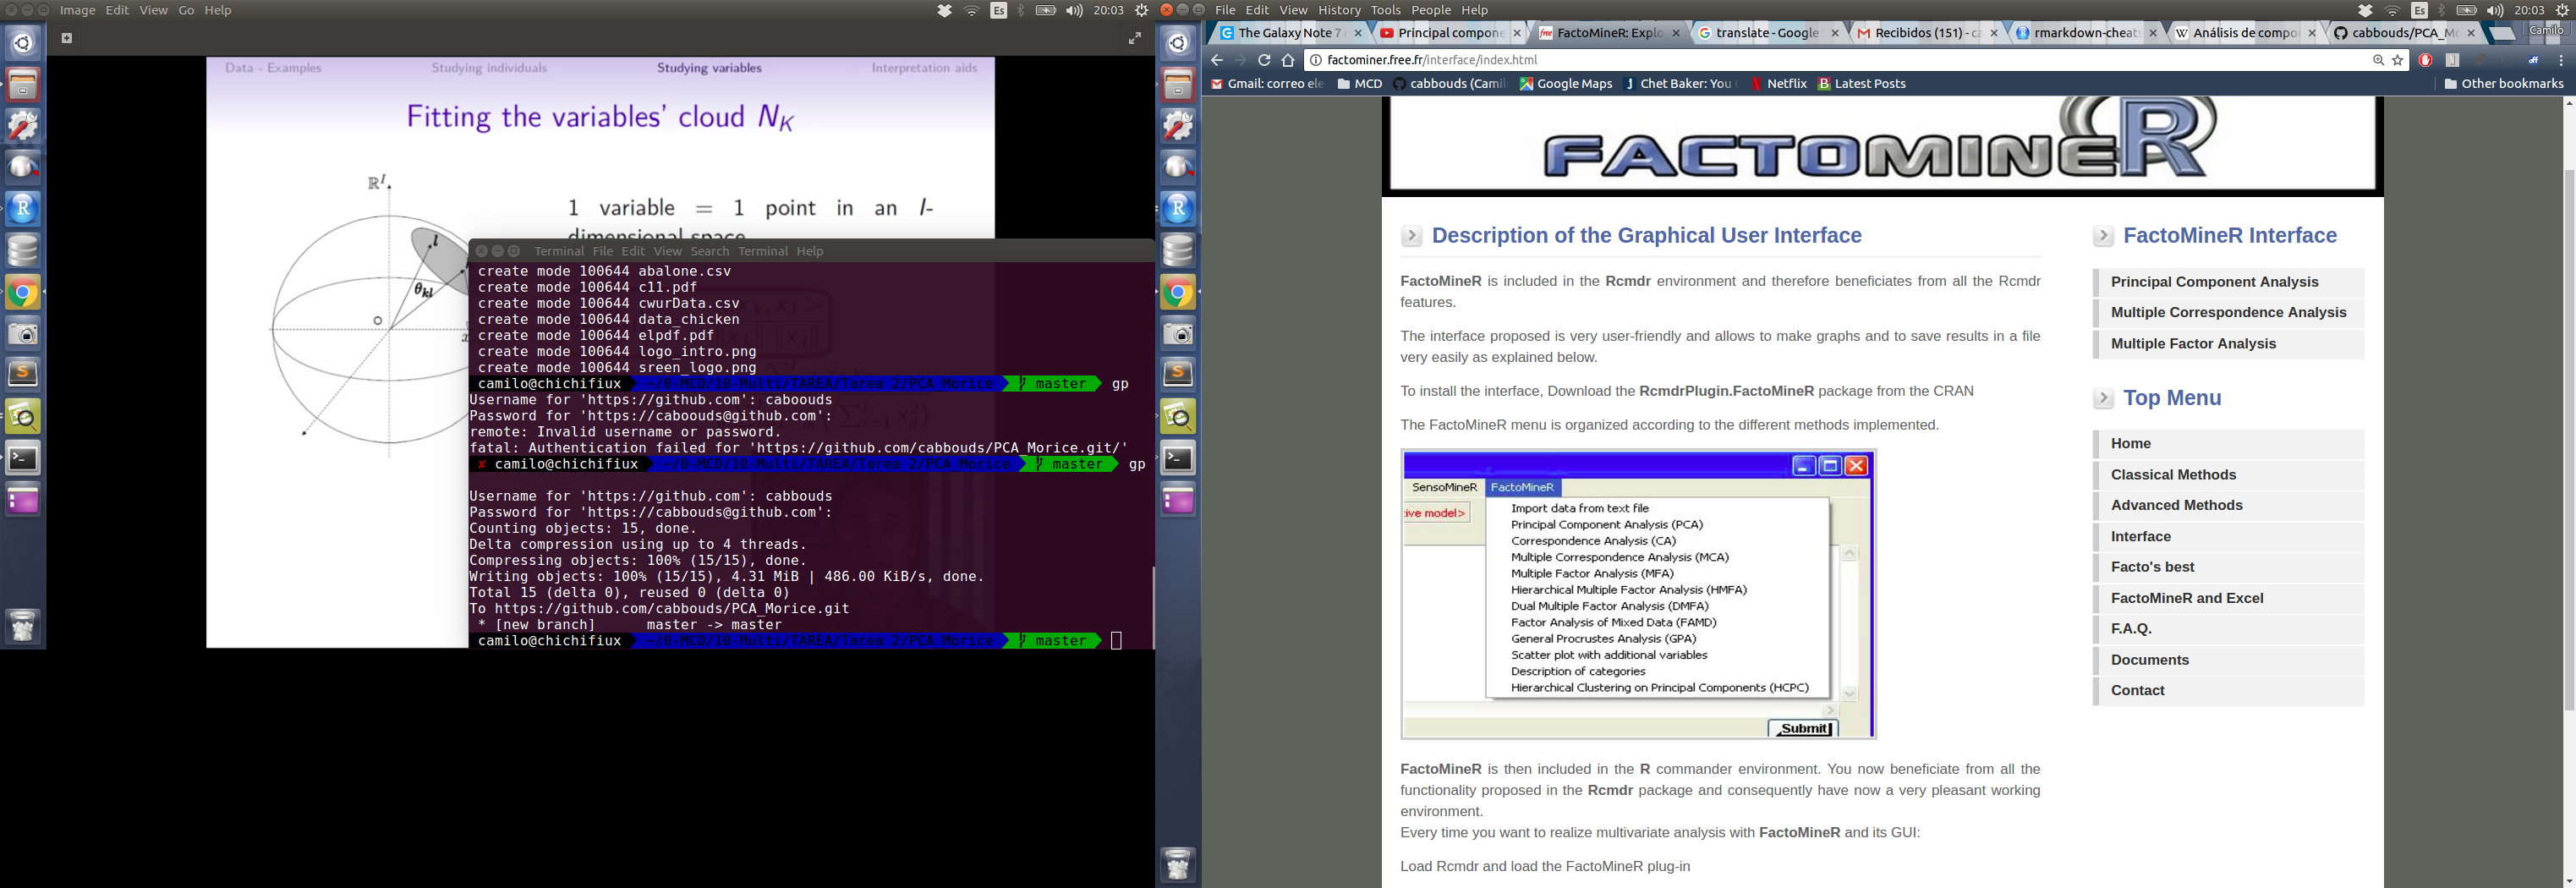 Image Edit View Go Help
Es 20:03
Data - Examples Studying individuals Studying variables Interpretation aids
Fitting the variables' cloud N_K
ℝ^I
l
θkl
O
1 variable = 1 point in an I-
dimensional space
Terminal File Edit View Search Terminal Help
create mode 100644 abalone.csv
create mode 100644 c11.pdf
create mode 100644 cwurData.csv
create mode 100644 data_chicken
create mode 100644 elpdf.pdf
create mode 100644 logo_intro.png
create mode 100644 sreen_logo.png
camilo@chichifiux ~/0-MCD/10-Multi/TAREA/Tarea 2/PCA_Morice master gp
Username for 'https://github.com': caboouds
Password for 'https://caboouds@github.com':
remote: Invalid username or password.
fatal: Authentication failed for 'https://github.com/cabbouds/PCA_Morice.git/'
✘ camilo@chichifiux ~/0-MCD/10-Multi/TAREA/Tarea 2/PCA_Morice master gp
Username for 'https://github.com': cabbouds
Password for 'https://cabbouds@github.com':
Counting objects: 15, done.
Delta compression using up to 4 threads.
Compressing objects: 100% (15/15), done.
Writing objects: 100% (15/15), 4.31 MiB | 486.00 KiB/s, done.
Total 15 (delta 0), reused 0 (delta 0)
To https://github.com/cabbouds/PCA_Morice.git
* [new branch] master -> master
camilo@chichifiux ~/0-MCD/10-Multi/TAREA/Tarea 2/PCA_Morice master
File Edit View History Tools People Help
Es 20:03
The Galaxy Note 7 Principal compone FactoMineR: Explo translate - Google Recibidos (151) - ca rmarkdown-cheat Análisis de compo cabbouds/PCA_Mo Camilo
factominer.free.fr/interface/index.html
Gmail: correo ele MCD cabbouds (Camil Google Maps Chet Baker: You Netflix Latest Posts Other bookmarks
FACTOMINER
Description of the Graphical User Interface
FactoMineR is included in the Rcmdr environment and therefore beneficiates from all the Rcmdr
features.
The interface proposed is very user-friendly and allows to make graphs and to save results in a file
very easily as explained below.
To install the interface, Download the RcmdrPlugin.FactoMineR package from the CRAN
The FactoMineR menu is organized according to the different methods implemented.
SensoMineR FactoMineR
tive model>
Import data from text file
Principal Component Analysis (PCA)
Correspondence Analysis (CA)
Multiple Correspondence Analysis (MCA)
Multiple Factor Analysis (MFA)
Hierarchical Multiple Factor Analysis (HMFA)
Dual Multiple Factor Analysis (DMFA)
Factor Analysis of Mixed Data (FAMD)
General Procrustes Analysis (GPA)
Scatter plot with additional variables
Description of categories
Hierarchical Clustering on Principal Components (HCPC)
Submit
FactoMineR is then included in the R commander environment. You now beneficiate from all the
functionality proposed in the Rcmdr package and consequently have now a very pleasant working
environment.
Every time you want to realize multivariate analysis with FactoMineR and its GUI:
Load Rcmdr and load the FactoMineR plug-in
FactoMineR Interface
Principal Component Analysis
Multiple Correspondence Analysis
Multiple Factor Analysis
Top Menu
Home
Classical Methods
Advanced Methods
Interface
Facto's best
FactoMineR and Excel
F.A.Q.
Documents
Contact